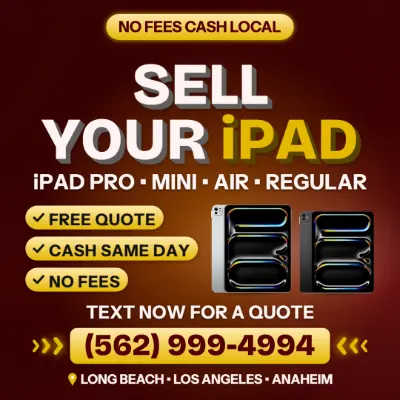 NO FEES CASH LOCAL
SELL
YOUR iPAD
iPAD PRO ▪ MINI ▪ AIR ▪ REGULAR
✓ FREE QUOTE
✓ CASH SAME DAY
✓ NO FEES
TEXT NOW FOR A QUOTE
››› (562) 999-4994 ‹‹‹
LONG BEACH ▪ LOS ANGELES ▪ ANAHEIM